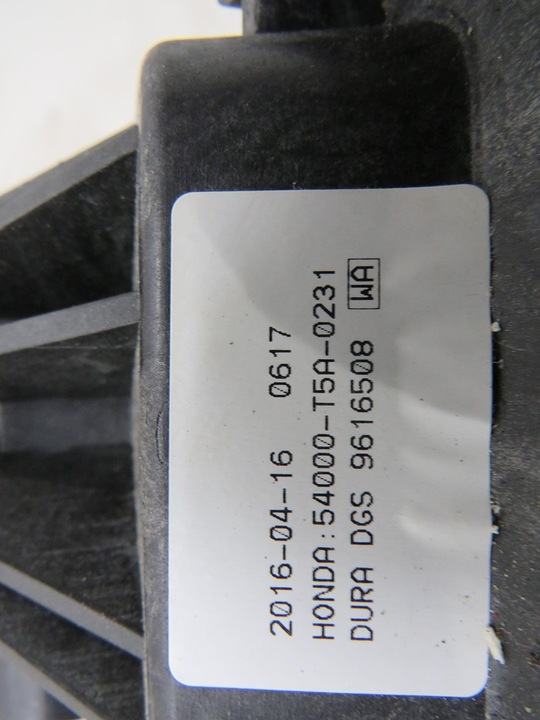 2016-04-16 0617
HONDA:54000-T5A-0231
DURA DGS 9616508 WA